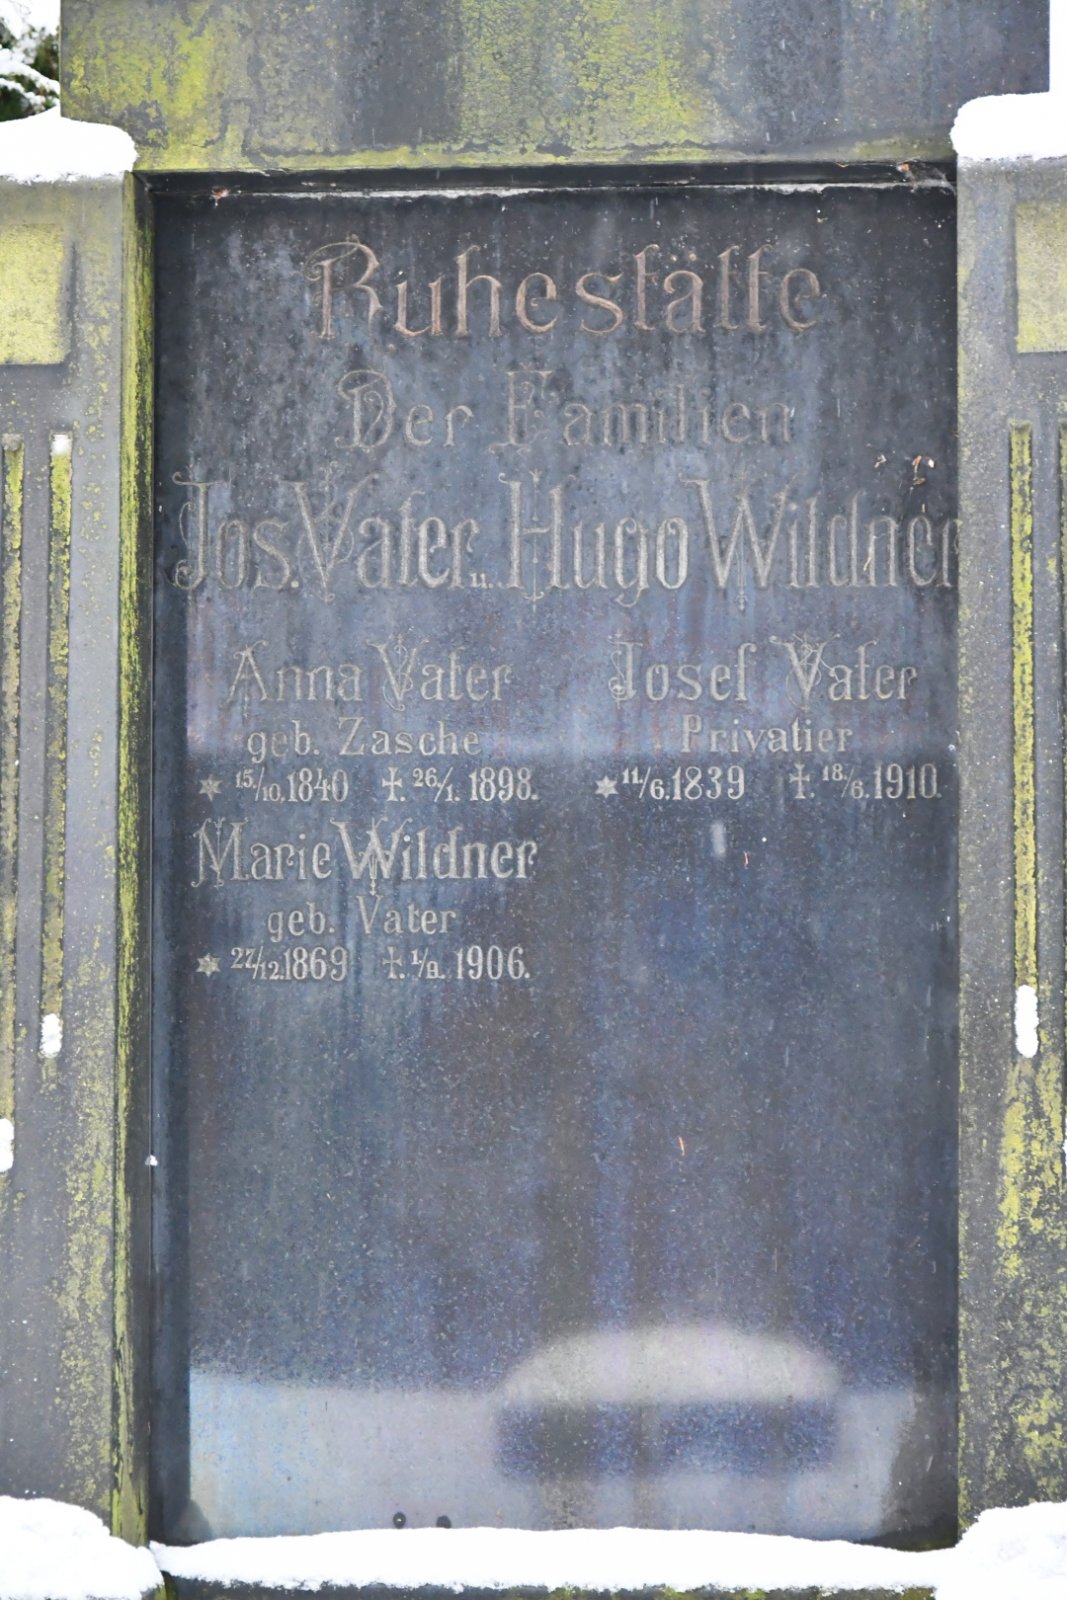 Ruhestätte
Der Familien
Jos. Vater u. Hugo Wildner
Anna Vater
geb. Zasche
* 15/10. 1840 †. 26/1. 1898.
Josef Vater
Privatier
* 11/6. 1839 †. 18/6. 1910.
Marie Wildner
geb. Vater
* 27/12. 1869 †. 1/9. 1906.